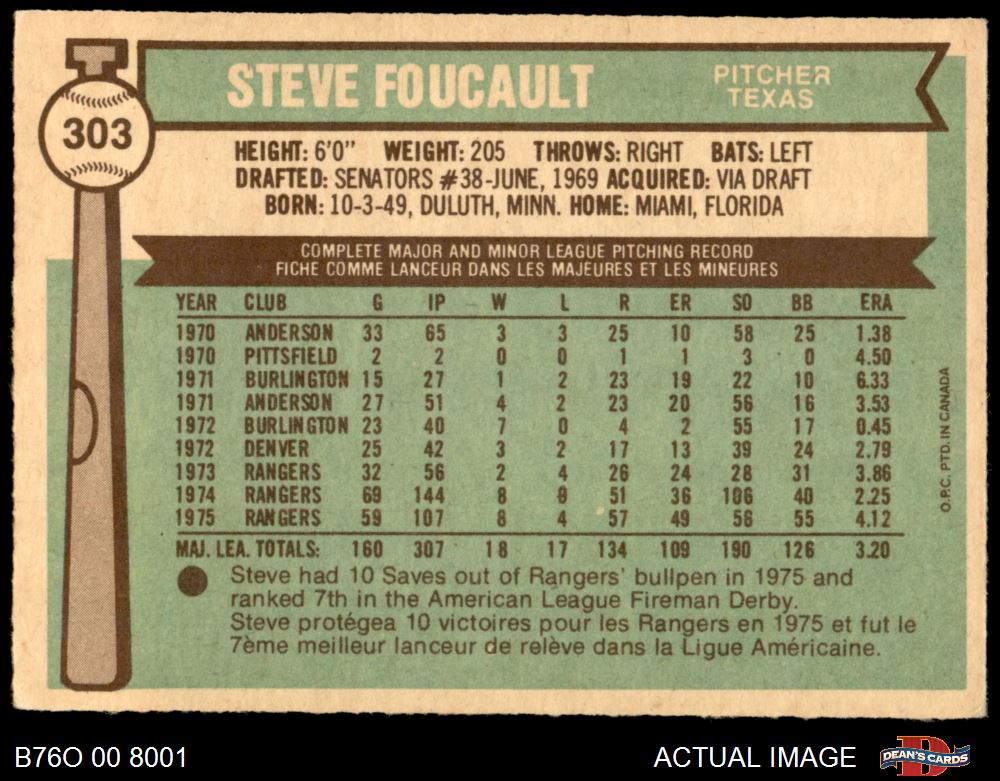 303
STEVE FOUCAULT
PITCHER
TEXAS
HEIGHT: 6'0" WEIGHT: 205 THROWS: RIGHT BATS: LEFT
DRAFTED: SENATORS #38-JUNE, 1969 ACQUIRED: VIA DRAFT
BORN: 10-3-49, DULUTH, MINN. HOME: MIAMI, FLORIDA
COMPLETE MAJOR AND MINOR LEAGUE PITCHING RECORD
FICHE COMME LANCEUR DANS LES MAJEURES ET LES MINEURES
YEAR CLUB G IP W L R ER SO BB ERA
1970 ANDERSON 33 65 3 3 25 10 58 25 1.38
1970 PITTSFIELD 2 2 0 0 1 1 3 0 4.50
1971 BURLINGTON 15 27 1 2 23 19 22 10 6.33
1971 ANDERSON 27 51 4 2 23 20 56 16 3.53
1972 BURLINGTON 23 40 7 0 4 2 55 17 0.45
1972 DENVER 25 42 3 2 17 13 39 24 2.79
1973 RANGERS 32 56 2 4 26 24 28 31 3.86
1974 RANGERS 69 144 8 9 51 36 106 40 2.25
1975 RANGERS 59 107 8 4 57 49 56 55 4.12
MAJ. LEA. TOTALS: 160 307 18 17 134 109 190 126 3.20
Steve had 10 Saves out of Rangers' bullpen in 1975 and
ranked 7th in the American League Fireman Derby.
Steve protégea 10 victoires pour les Rangers en 1975 et fut le
7ème meilleur lanceur de relève dans la Ligue Américaine.
O.P.C. PTD. IN CANADA
B76O 00 8001
ACTUAL IMAGE
DEAN'S CARDS